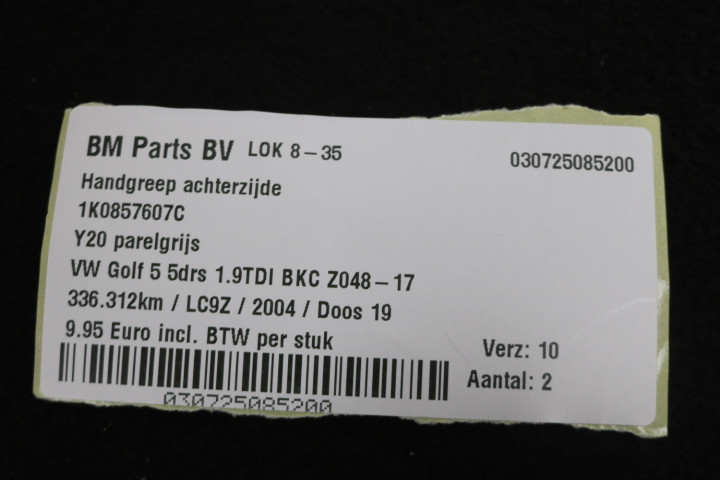 BM Parts BV LOK 8-35
030725085200
Handgreep achterzijde
1K0857607C
Y20 parelgrijs
VW Golf 5 5drs 1.9TDI BKC Z048-17
336.312km / LC9Z / 2004 / Doos 19
9.95 Euro incl. BTW per stuk
Verz: 10
Aantal: 2
030725085200